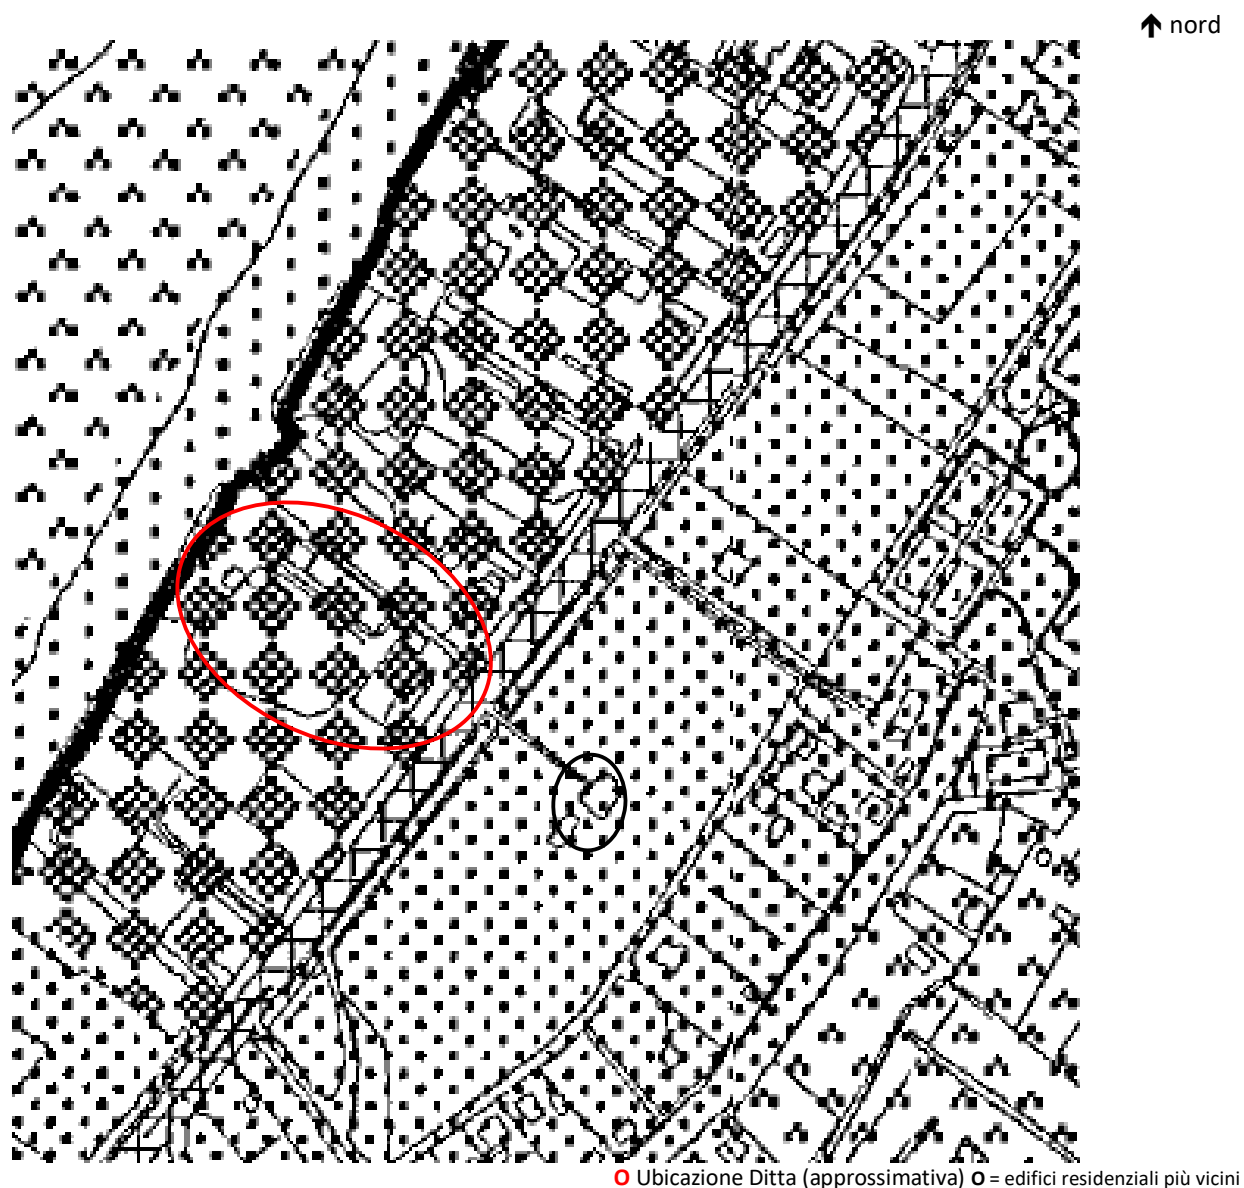 ↑ nord
O Ubicazione Ditta (approssimativa) O = edifici residenziali più vicini